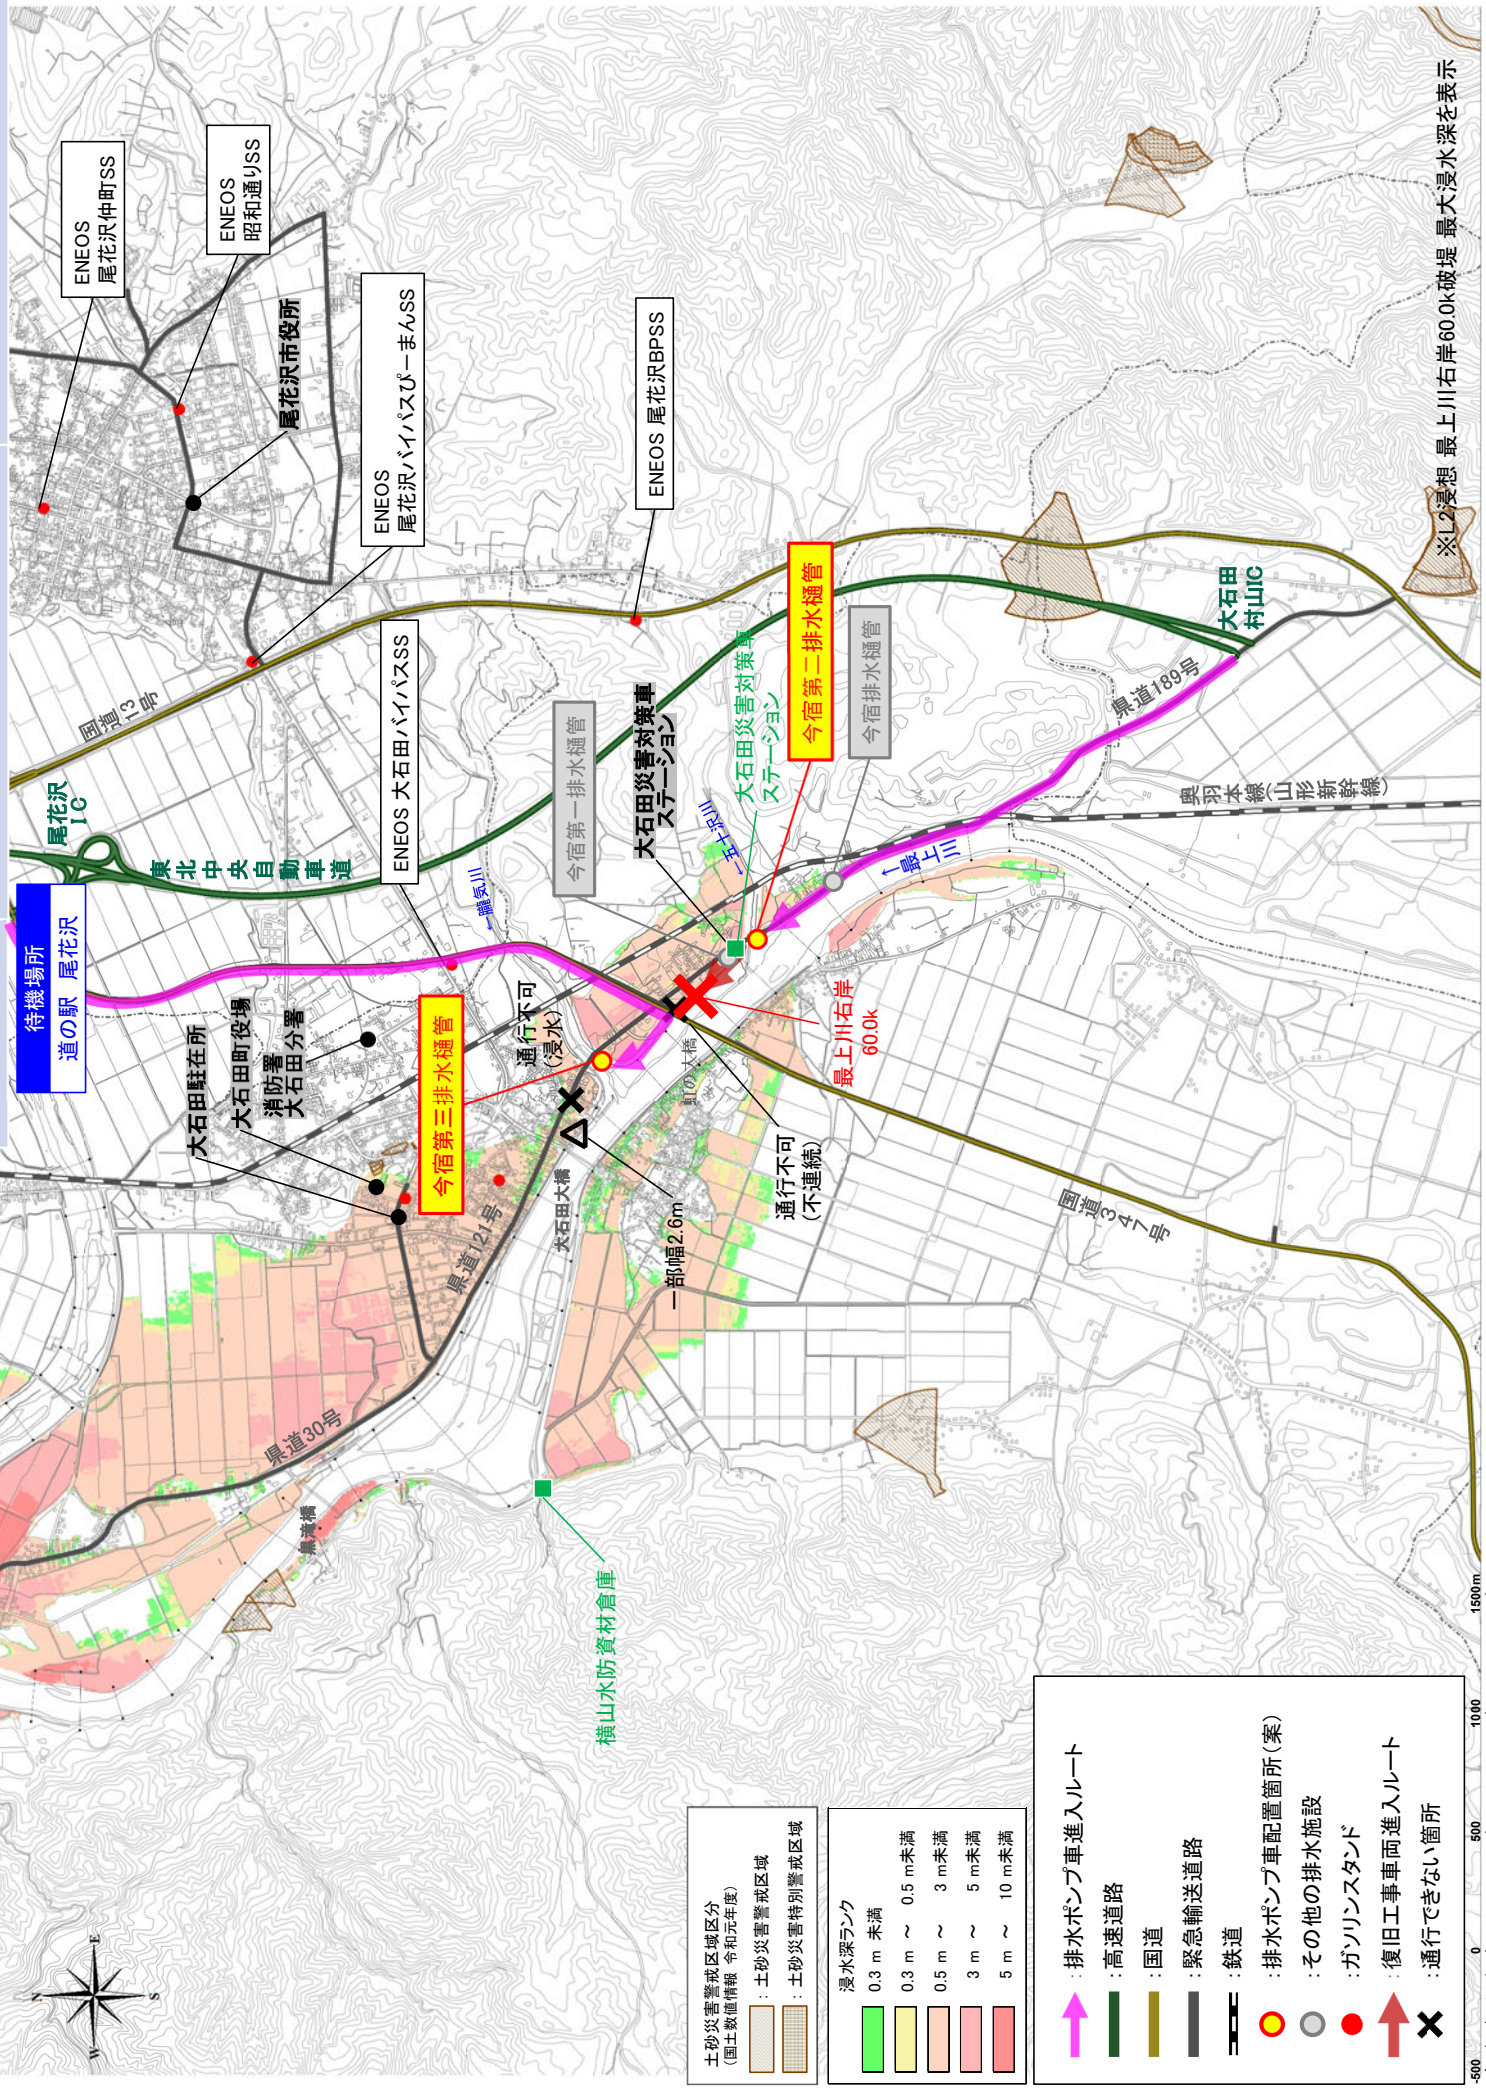 待機場所
道の駅 尾花沢
ENEOS
尾花沢仲町SS
ENEOS
昭和通りSS
尾花沢市役所
ENEOS
尾花沢バイパスぴーまんSS
ENEOS 尾花沢BPSS
国道13号
尾花沢
IC
東北中央自動車道
ENEOS 大石田バイパスSS
←朧気川
今宿第一排水樋管
大石田災害対策車
ステーション
大石田災害対策車
ステーション
←五十沢川
今宿第二排水樋管
今宿排水樋管
←最上川
大石田
村山IC
県道189号
奥羽本線(山形新幹線)
大石田駐在所
大石田町役場
消防署
大石田分署
今宿第三排水樋管
通行不可
(浸水)
最上川右岸
60.0k
虹の大橋
通行不可
(不連続)
一部幅2.6m
大石田大橋
国道347号
県道121号
県道30号
黒滝橋
横山水防資材倉庫
※L2浸想 最上川右岸60.0k破堤 最大浸水深を表示
N
E
S
W
土砂災害警戒区域区分
(国土数値情報 令和元年度)
:土砂災害警戒区域
:土砂災害特別警戒区域
浸水深ランク
0.3 m 未満
0.3 m ～ 0.5 m未満
0.5 m ～ 3 m未満
3 m ～ 5 m未満
5 m ～ 10 m未満
:排水ポンプ車進入ルート
:高速道路
:国道
:緊急輸送道路
:鉄道
:排水ポンプ車配置箇所(案)
:その他の排水施設
:ガソリンスタンド
:復旧工事車両進入ルート
:通行できない箇所
-500 0 500 1000 1500m